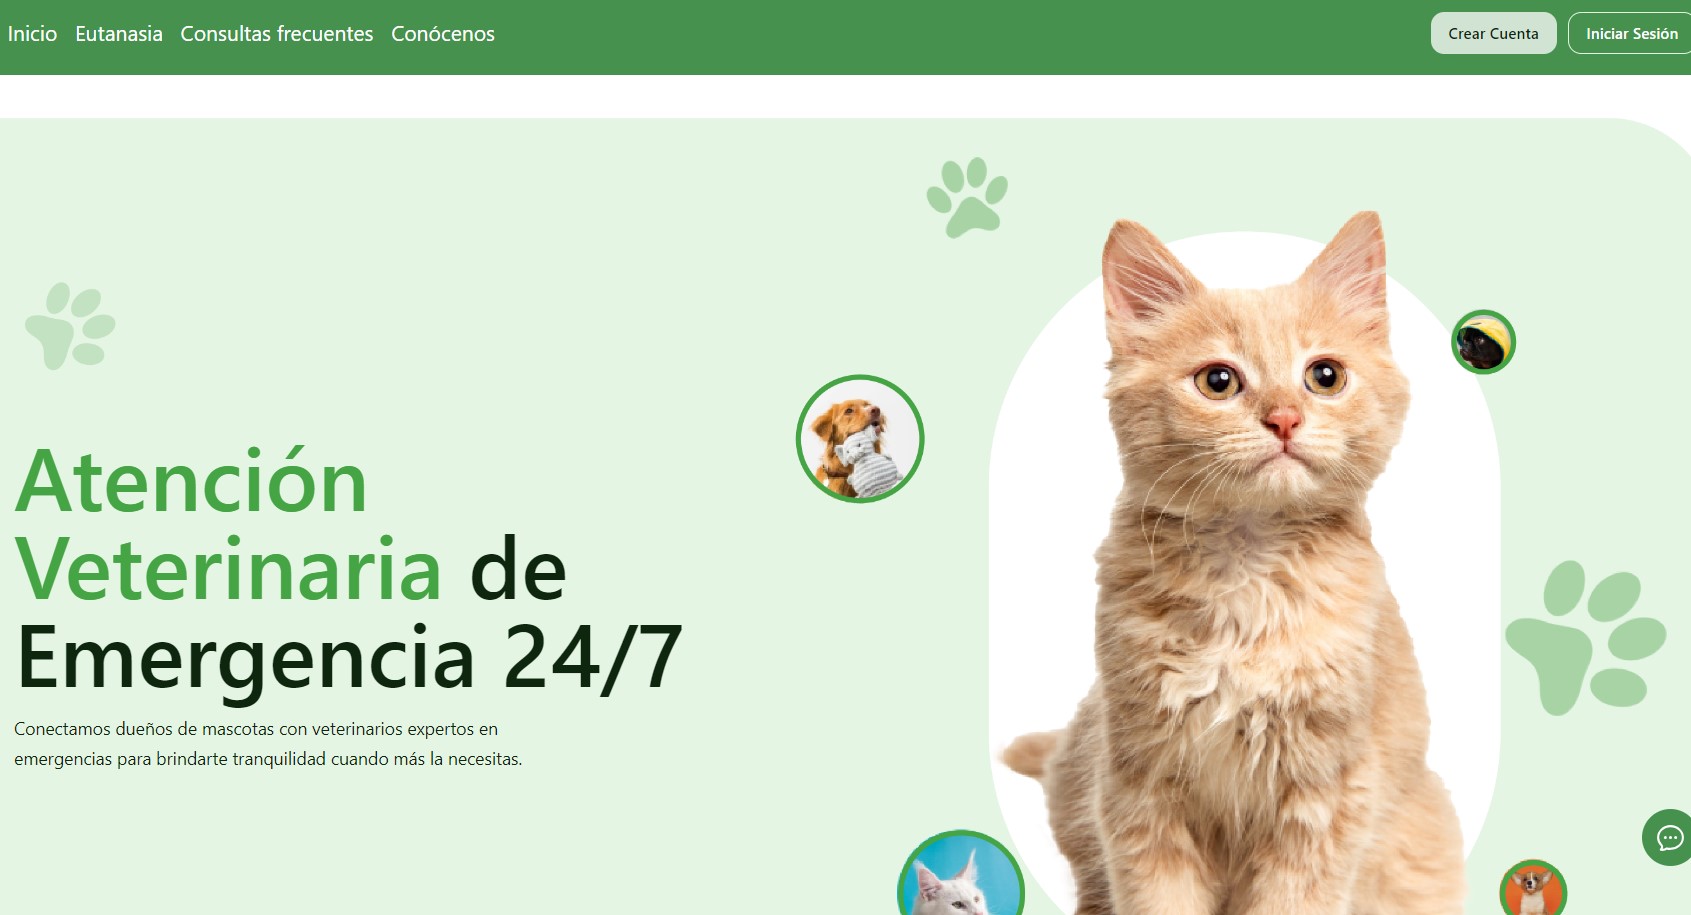 Inicio Eutanasia Consultas frecuentes Conócenos Crear Cuenta Iniciar Sesión
Atención
Veterinaria de
Emergencia 24/7
Conectamos dueños de mascotas con veterinarios expertos en
emergencias para brindarte tranquilidad cuando más la necesitas.